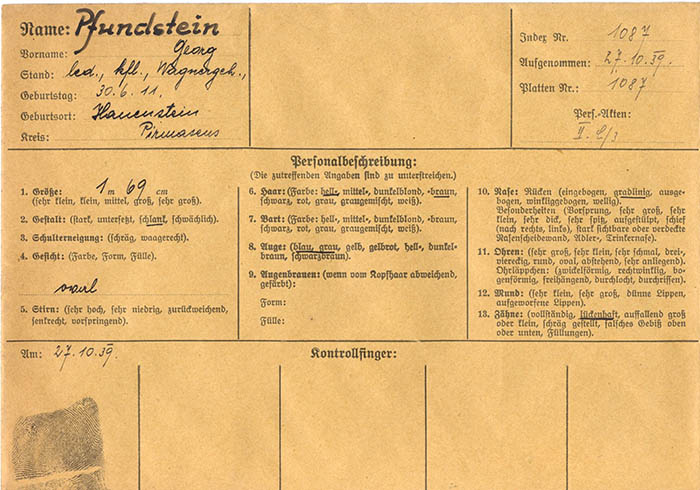 Name: Pfundstein
Vorname: Georg
Stand: led., kfl., Wagnergeh.,
Geburtstag: 30.6.11.
Geburtsort: Hauenstein
Kreis: Pirmasens
Index Nr. 1087
Aufgenommen: 27.10.39.
Platten Nr.: 1087
Pers.-Akten:
Personalbeschreibung:
(Die zutreffenden Angaben sind zu unterstreichen.)
1. Größe: 1 m 69 cm
(sehr klein, klein, mittel, groß, sehr groß).
2. Gestalt: (stark, untersetzt, schlank, schwächlich).
3. Schulterneigung: (schräg, waagerecht).
4. Gesicht: (Farbe, Form, Fülle).
oval
5. Stirn: (sehr hoch, sehr niedrig, zurückweichend,
senkrecht, vorspringend).
6. Haar: (Farbe: hell-, mittel-, dunkelblond, -braun,
schwarz, rot, grau, graugemischt, weiß).
7. Bart: (Farbe: hell-, mittel-, dunkelblond, -braun,
schwarz, rot, grau, graugemischt, weiß).
8. Auge: (blau, grau, gelb, gelbrot, hell-, dunkel-
braun, schwarzbraun).
9. Augenbrauen: (wenn vom Kopfhaar abweichend,
gefärbt):
Form:
Fülle:
10. Nase: Rücken (eingebogen, gradlinig, ausge-
bogen, winkliggebogen, wellig).
Besonderheiten (Vorsprung, sehr groß, sehr
klein, sehr dick, sehr spitz, aufgestülpt, schief
(nach rechts, links), stark sichtbare oder verdeckte
Nasenscheidewand, Adler-, Trinkernase).
11. Ohren: (sehr groß, sehr klein, sehr schmal, drei-,
viereckig, rund, oval, abstehend, sehr anliegend).
Ohrläppchen: (zwickelförmig, rechtwinklig, bo-
genförmig, freihängend, durchlocht, durchriffen).
12. Mund: (sehr klein, sehr groß, dünne Lippen,
aufgeworfene Lippen).
13. Zähne: (vollständig, lückenhaft, auffallend groß
oder klein, schräg gestellt, falsches Gebiß oben
oder unten, Füllungen).
Am: 27.10.39.
Kontrollfinger: